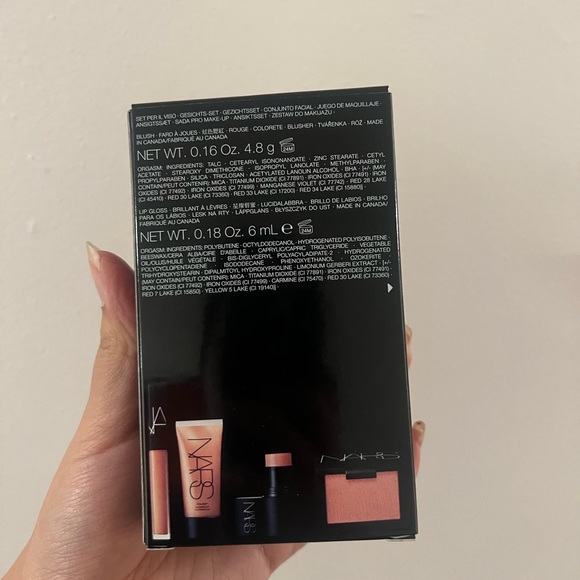 SET PER IL VISO · GESICHTS-SET · GEZICHTSSET · CONJUNTO FACIAL · JUEGO DE MAQUILLAJE ·
ANSIGTSSÆT · SADA PRO MAKE-UP · ANSIKTSSET · ZESTAW DO MAKIJAŻU ·
BLUSH · FARD À JOUES · ROUGE · COLORETE · BLUSHER · TVÁŘENKA · RÓŻ · MADE
IN CANADA/FABRIQUÉ AU CANADA
NET WT. 0.16 OZ. 4.8 g 24M
ORGASM: INGREDIENTS: TALC · CETEARYL ISONONANOATE · ZINC STEARATE · CETYL
ACETATE · STEAROXY DIMETHICONE · ISOPROPYL LANOLATE · METHYLPARABEN ·
PROPYLPARABEN · SILICA · TRICLOSAN · ACETYLATED LANOLIN ALCOHOL · BHA · [+/- (MAY
CONTAIN/PEUT CONTENIR): MICA · TITANIUM DIOXIDE (CI 77891) · IRON OXIDES (CI 77491) · IRON
OXIDES (CI 77492) · IRON OXIDES (CI 77499) · MANGANESE VIOLET (CI 77742) · RED 28 LAKE
(CI 45410) · RED 30 LAKE (CI 73360) · RED 33 LAKE (CI 17200) · RED 34 LAKE (CI 15880)]
LIP GLOSS · BRILLANT À LÈVRES · LUCIDALABBRA · BRILLO DE LABIOS · BRILHO
PARA OS LÁBIOS · LESK NA RTY · LÄPPGLANS · BŁYSZCZYK DO UST · MADE IN CANADA/
FABRIQUÉ AU CANADA
NET WT. 0.18 OZ. 6 mL e 24M
ORGASM: INGREDIENTS: POLYBUTENE · OCTYLDODECANOL · HYDROGENATED POLYISOBUTENE ·
BEESWAX/CERA ALBA/CIRE D'ABEILLE · CAPRYLIC/CAPRIC TRIGLYCERIDE · VEGETABLE
OIL/OLUS/HUILE VÉGÉTALE · BIS-DIGLYCERYL POLYACYLADIPATE-2 · HYDROGENATED
POLYCYCLOPENTADIENE · ISODODECANE · PHENOXYETHANOL · OZOKERITE ·
TRIHYDROXYSTEARIN · DIPALMITOYL HYDROXYPROLINE · LIMONIUM GERBERI EXTRACT · [+/-
(MAY CONTAIN/PEUT CONTENIR): MICA · TITANIUM DIOXIDE (CI 77891) · IRON OXIDES (CI 77491) ·
IRON OXIDES (CI 77492) · IRON OXIDES (CI 77499) · CARMINE (CI 75470) · RED 30 LAKE (CI 73360) ·
RED 7 LAKE (CI 15850) · YELLOW 5 LAKE (CI 19140)]
NARS
NARS
NARS